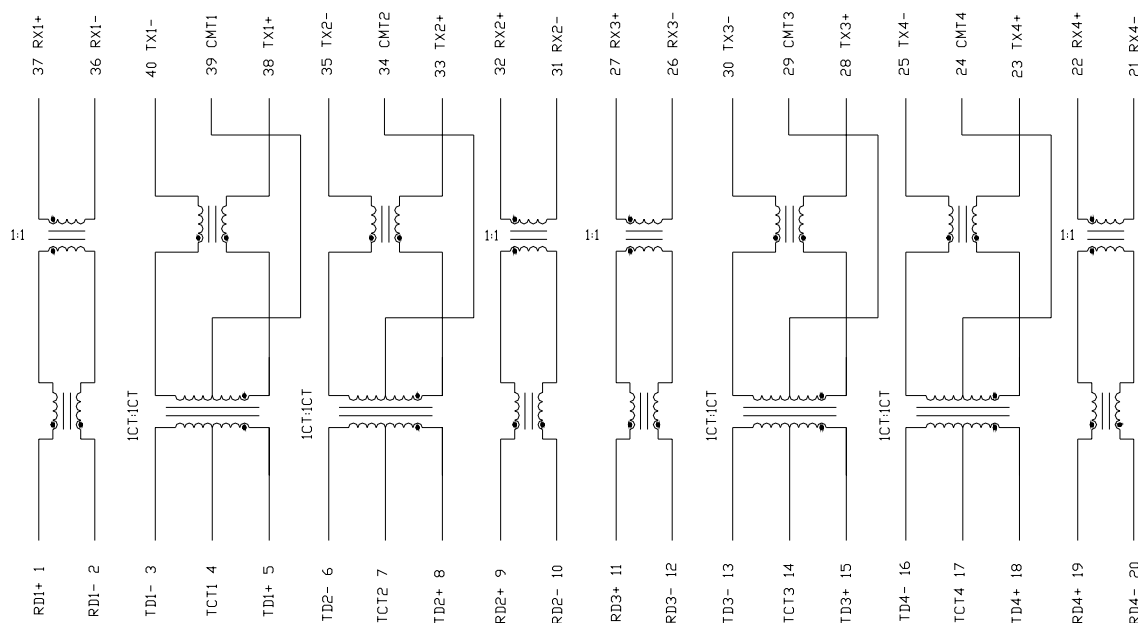 37 RX1+
36 RX1-
40 TX1-
39 CMT1
38 TX1+
35 TX2-
34 CMT2
33 TX2+
32 RX2+
31 RX2-
27 RX3+
26 RX3-
30 TX3-
29 CMT3
28 TX3+
25 TX4-
24 CMT4
23 TX4+
22 RX4+
21 RX4-
1:1
1:1
1:1
1:1
1CT:1CT
1CT:1CT
1CT:1CT
1CT:1CT
RD1+ 1
RD1- 2
TD1- 3
TCT1 4
TD1+ 5
TD2- 6
TCT2 7
TD2+ 8
RD2+ 9
RD2- 10
RD3+ 11
RD3- 12
TD3- 13
TCT3 14
TD3+ 15
TD4- 16
TCT4 17
TD4+ 18
RD4+ 19
RD4- 20